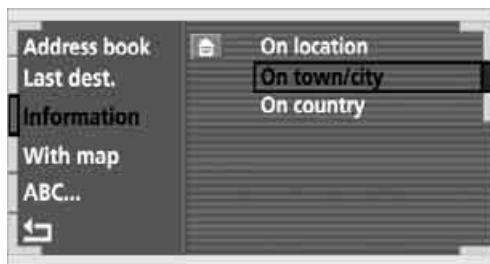 Address book
Last dest.
Information
With map
ABC...
On location
On town/city
On country